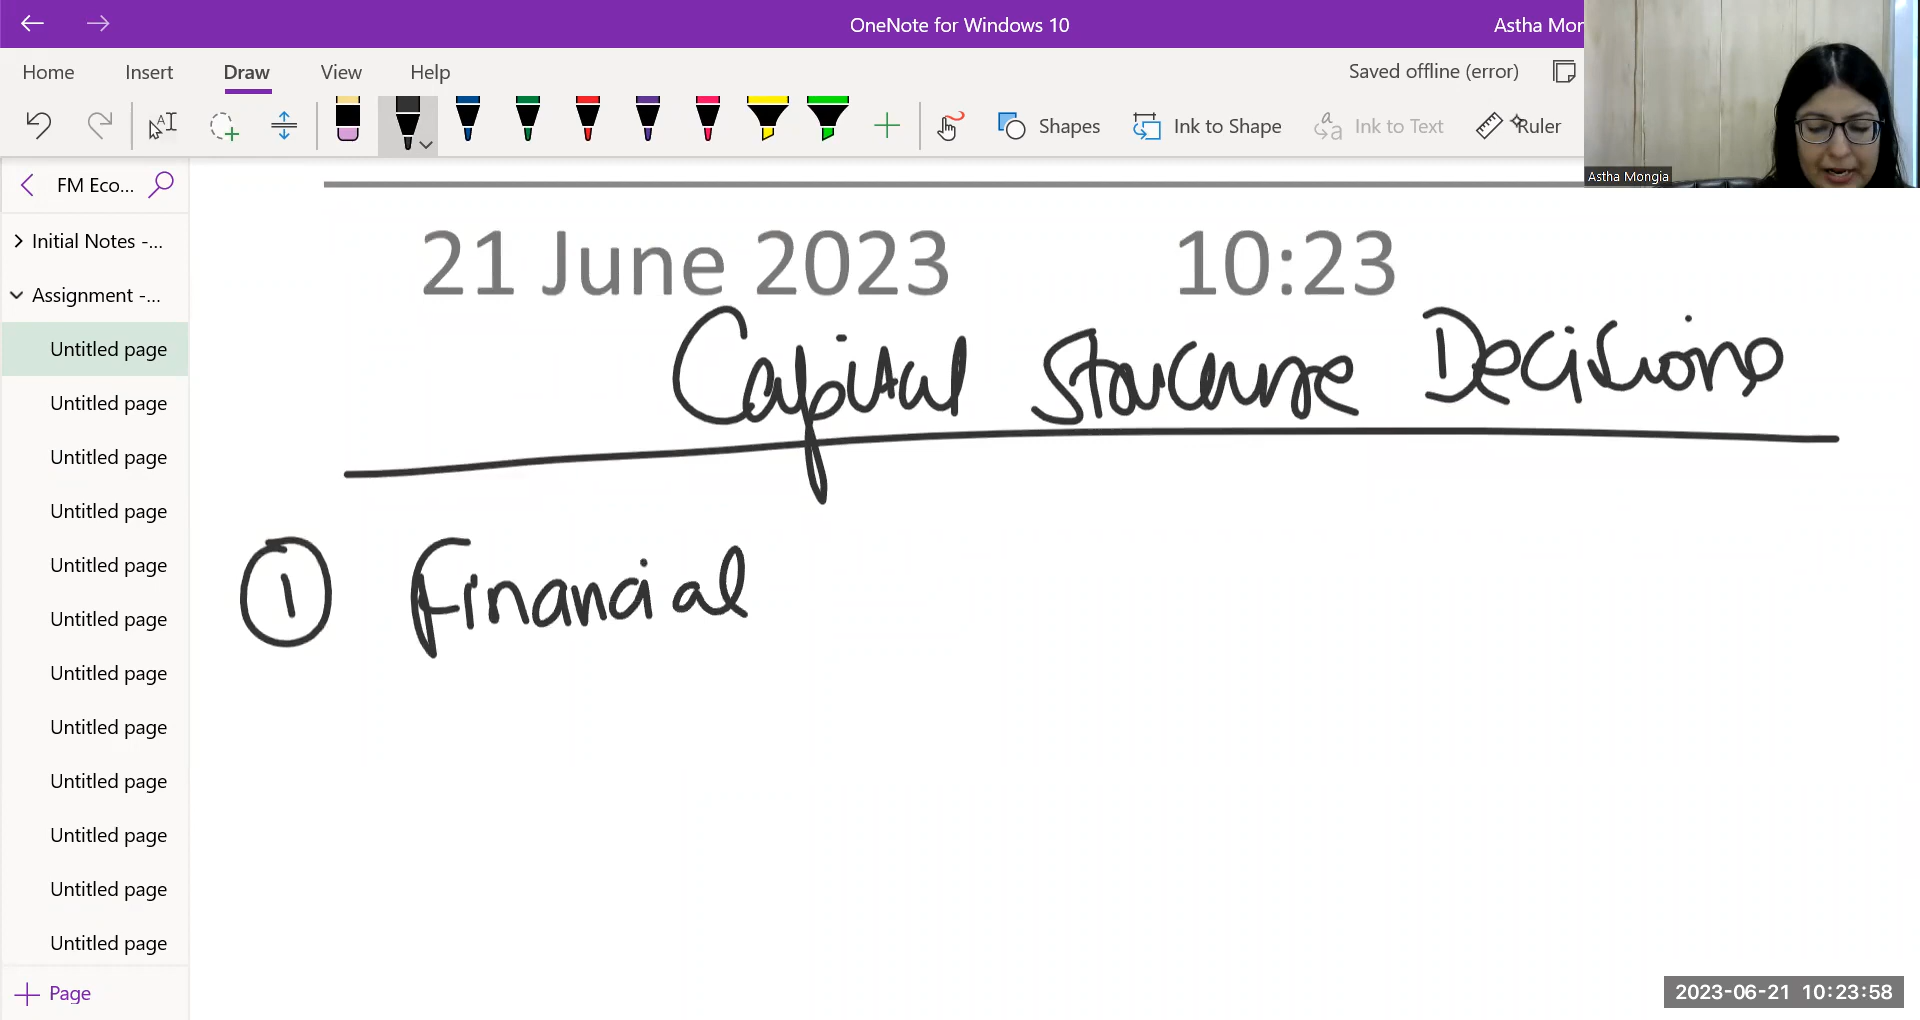 OneNote for Windows 10
Astha Mon
Home Insert Draw View Help
Saved offline (error)
Shapes Ink to Shape Ink to Text Ruler
Astha Mongia
FM Eco...
Initial Notes -...
Assignment -...
Untitled page
Untitled page
Untitled page
Untitled page
Untitled page
Untitled page
Untitled page
Untitled page
Untitled page
Untitled page
Untitled page
Untitled page
Page
21 June 2023 10:23
Capital Structure Decisions
1 Financial
2023-06-21 10:23:58